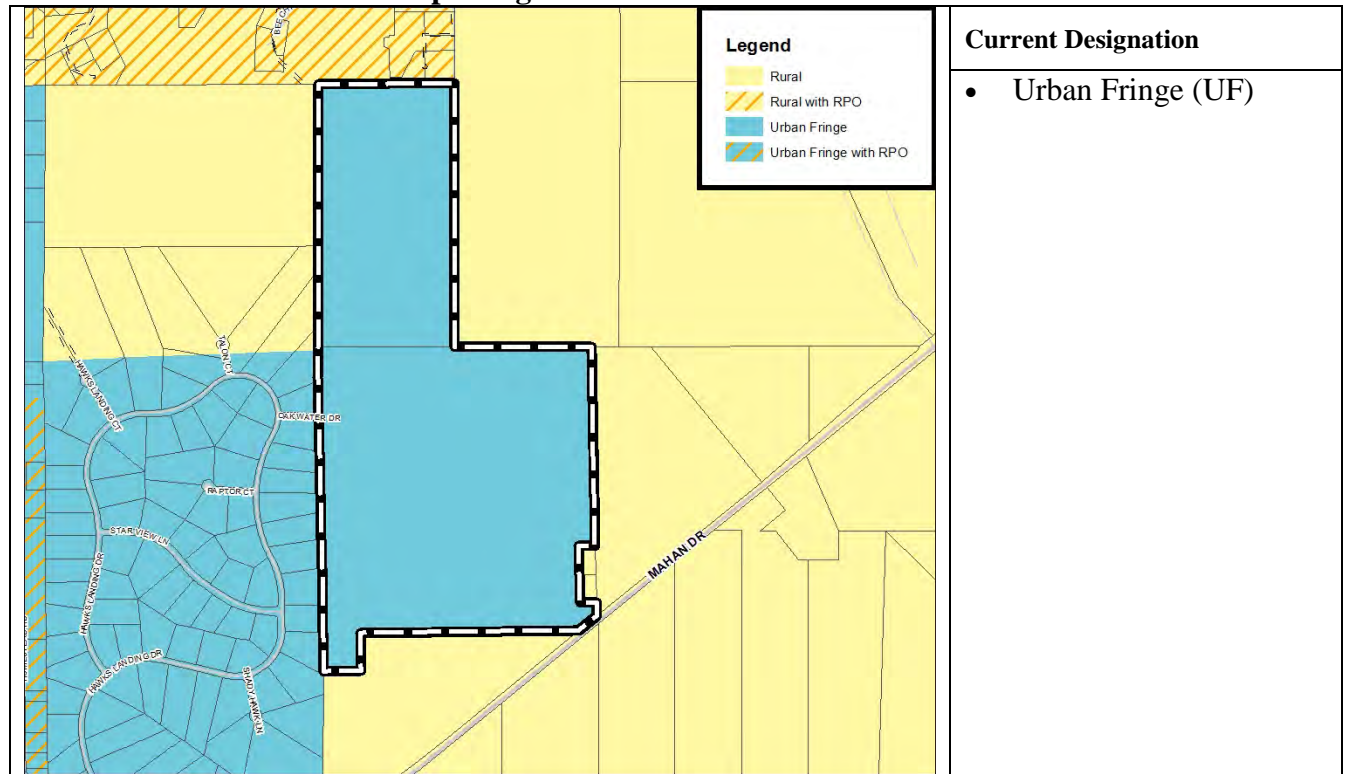 Legend
Rural
Rural with RPO
Urban Fringe
Urban Fringe with RPO
Current Designation
• Urban Fringe (UF)
TALON CT
HAWKS LANDING CT
OAKWATER DR
RAPTOR CT
STAR VIEW LN
HAWKS LANDING DR
HAWKS LANDING DR
SHADY HAWK LN
MAHAN DR